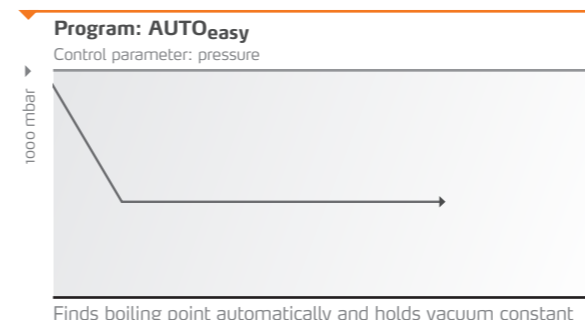 Program: AUTOeasy
Control parameter: pressure
1000 mbar
Finds boiling point automatically and holds vacuum constant